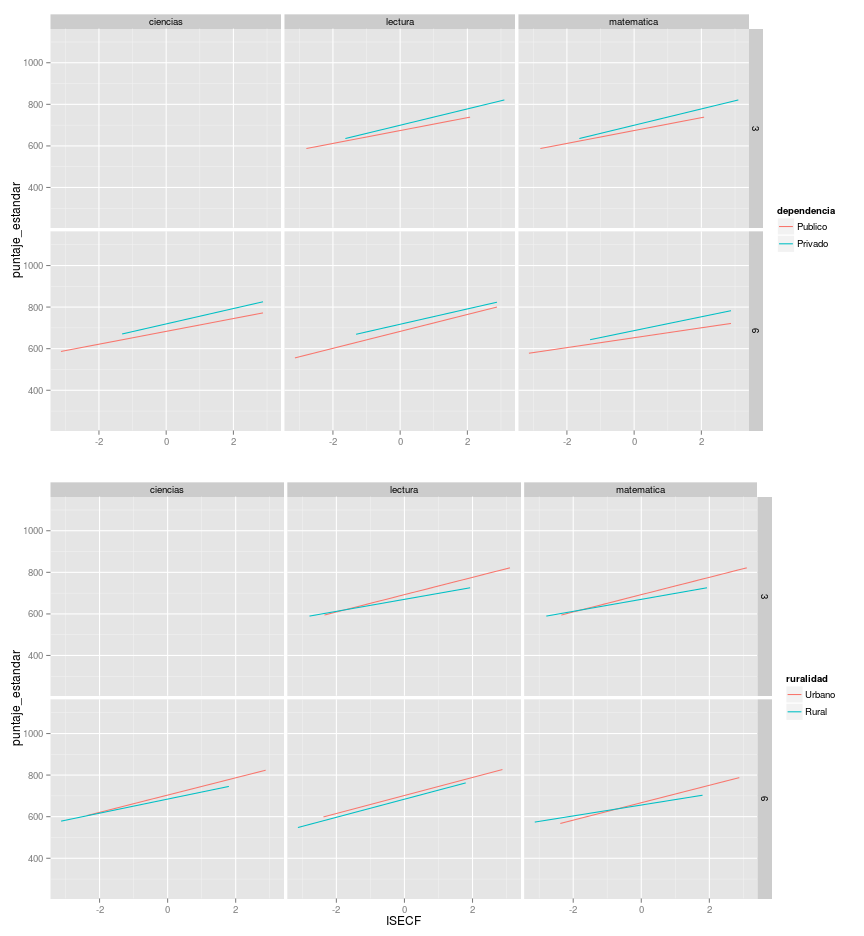 ciencias lectura matematica
1000
800
600
400
3
1000
800
600
400
6
-2 0 2 -2 0 2 -2 0 2
puntaje_estandar
dependencia
Publico
Privado
ciencias lectura matematica
1000
800
600
400
3
1000
800
600
400
6
-2 0 2 -2 0 2 -2 0 2
puntaje_estandar
ISECF
ruralidad
Urbano
Rural